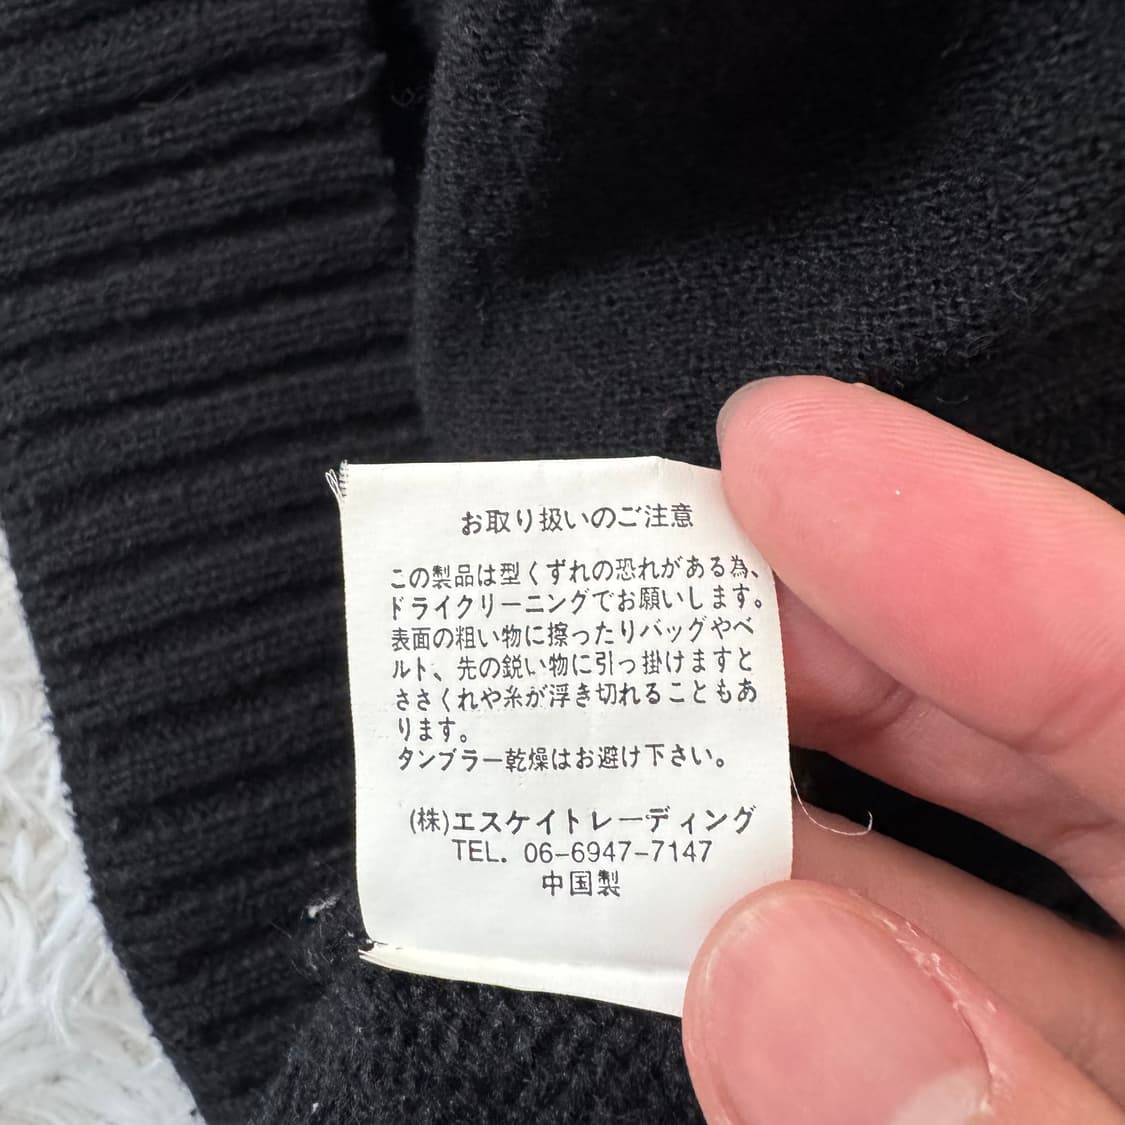 お取り扱いのご注意
この製品は型くずれの恐れがある為、
ドライクリーニングでお願いします。
表面の粗い物に擦ったりバッグやベ
ルト、先の鋭い物に引っ掛けますと
ささくれや糸が浮き切れることもあ
ります。
タンブラー乾燥はお避け下さい。
(株)エスケイトレーディング
TEL. 06-6947-7147
中国製